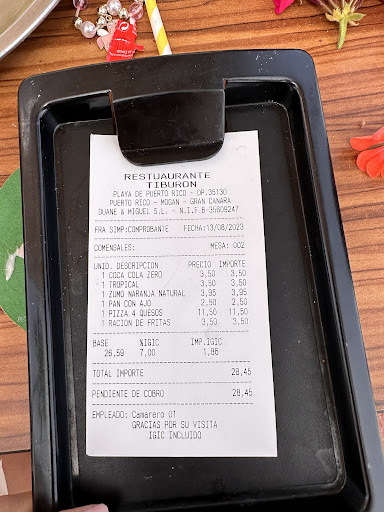 RESTUAURANTE
TIBURON
PLAYA DE PUERTO RICO - DP.35130
PUERTO RICO - MOGAN - GRAN CANARA
DUANE & MIGUEL S.L. - N.I.F.B-35609247
FRA SIMP:COMPROBANTE FECHA:13/08/2023
COMENSALES: MESA: 002
UNID. DESCRIPCION PRECIO IMPORTE
1 COCA COLA ZERO 3,50 3,50
1 TROPICAL 3,50 3,50
1 ZUMO NARANJA NATURAL 3,95 3,95
1 PAN CON AJO 2,50 2,50
1 PIZZA 4 QUESOS 11,50 11,50
1 RACION DE FRITAS 3,50 3,50
BASE %IGIC IMP.IGIC
26,59 7,00 1,86
TOTAL IMPORTE 28,45
PENDIENTE DE COBRO 28,45
EMPLEADO: Camarero 01
GRACIAS POR SU VISITA
IGIC INCLUIDO